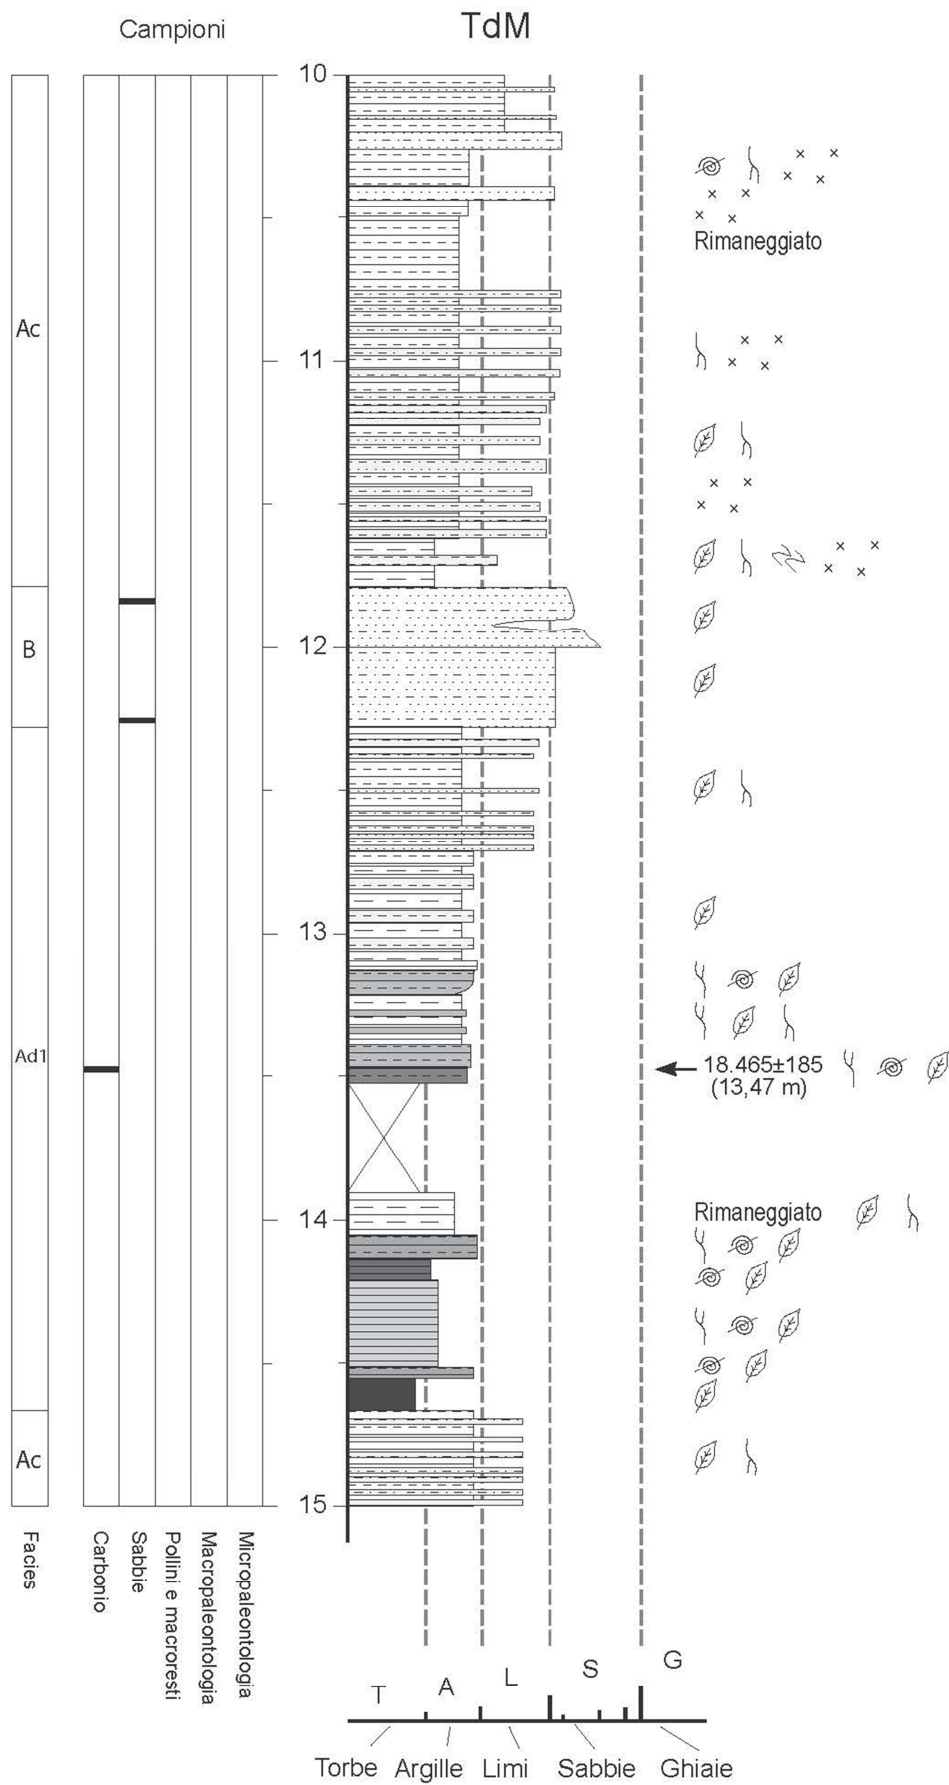 Campioni
TdM
10
Rimaneggiato
Ac
11
B
12
13
Ad1
18.465±185
(13,47 m)
14
Rimaneggiato
Ac
15
Facies
Carbonio
Sabbie
Pollini e macroresti
Macropaleontologia
Micropaleontologia
T A L S G
Torbe Argille Limi Sabbie Ghiaie